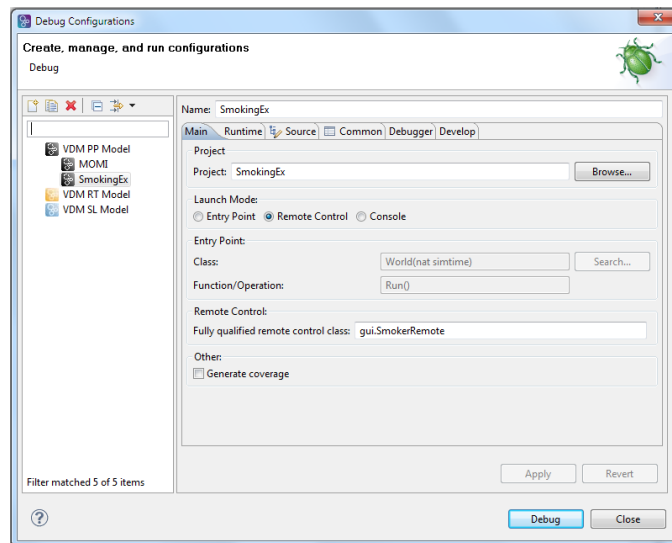 Debug Configurations
Create, manage, and run configurations
Debug
Name: SmokingEx
Main Runtime Source Common Debugger Develop
VDM PP Model
MOMI
SmokingEx
VDM RT Model
VDM SL Model
Filter matched 5 of 5 items
Project
Project: SmokingEx Browse...
Launch Mode:
Entry Point Remote Control Console
Entry Point:
Class: World(nat simtime) Search...
Function/Operation: Run()
Remote Control:
Fully qualified remote control class: gui.SmokerRemote
Other:
Generate coverage
Apply Revert
? Debug Close